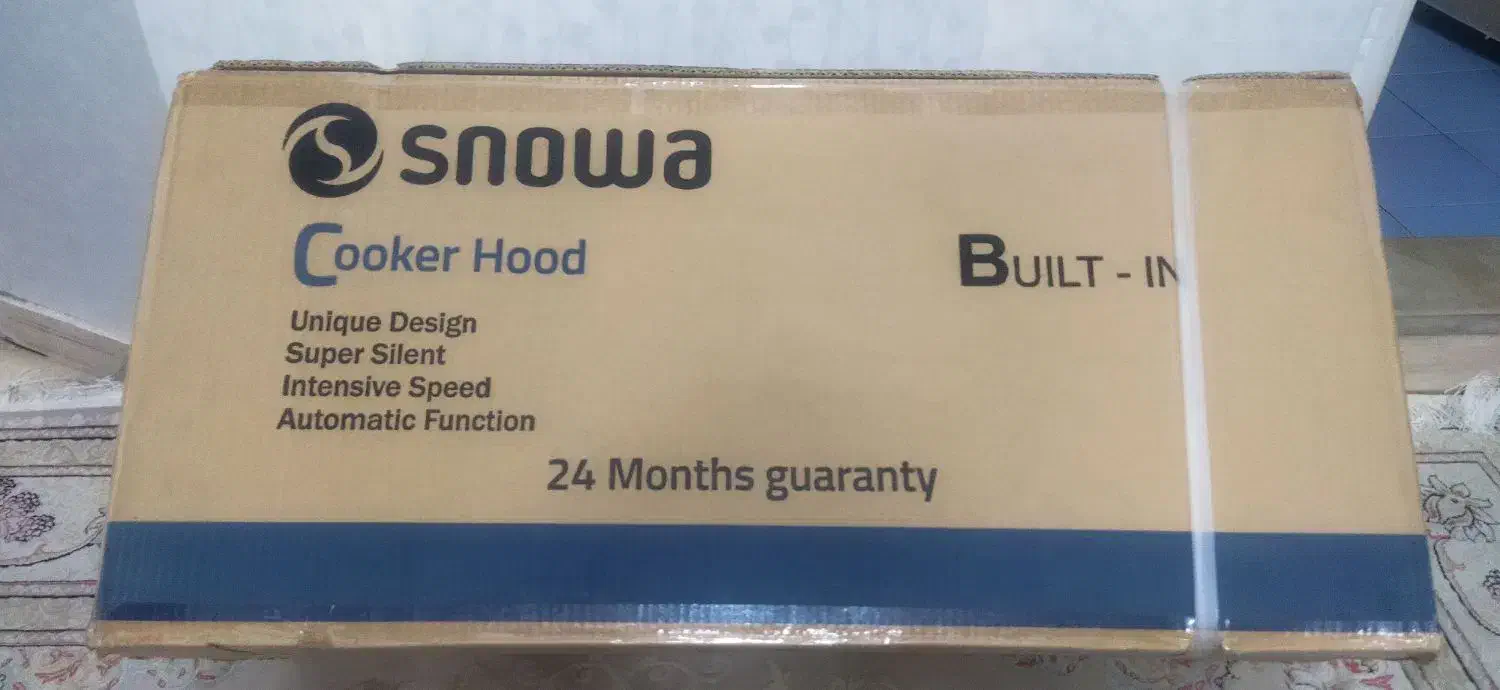 snowa
Cooker Hood
BUILT - IN
Unique Design
Super Silent
Intensive Speed
Automatic Function
24 Months guaranty